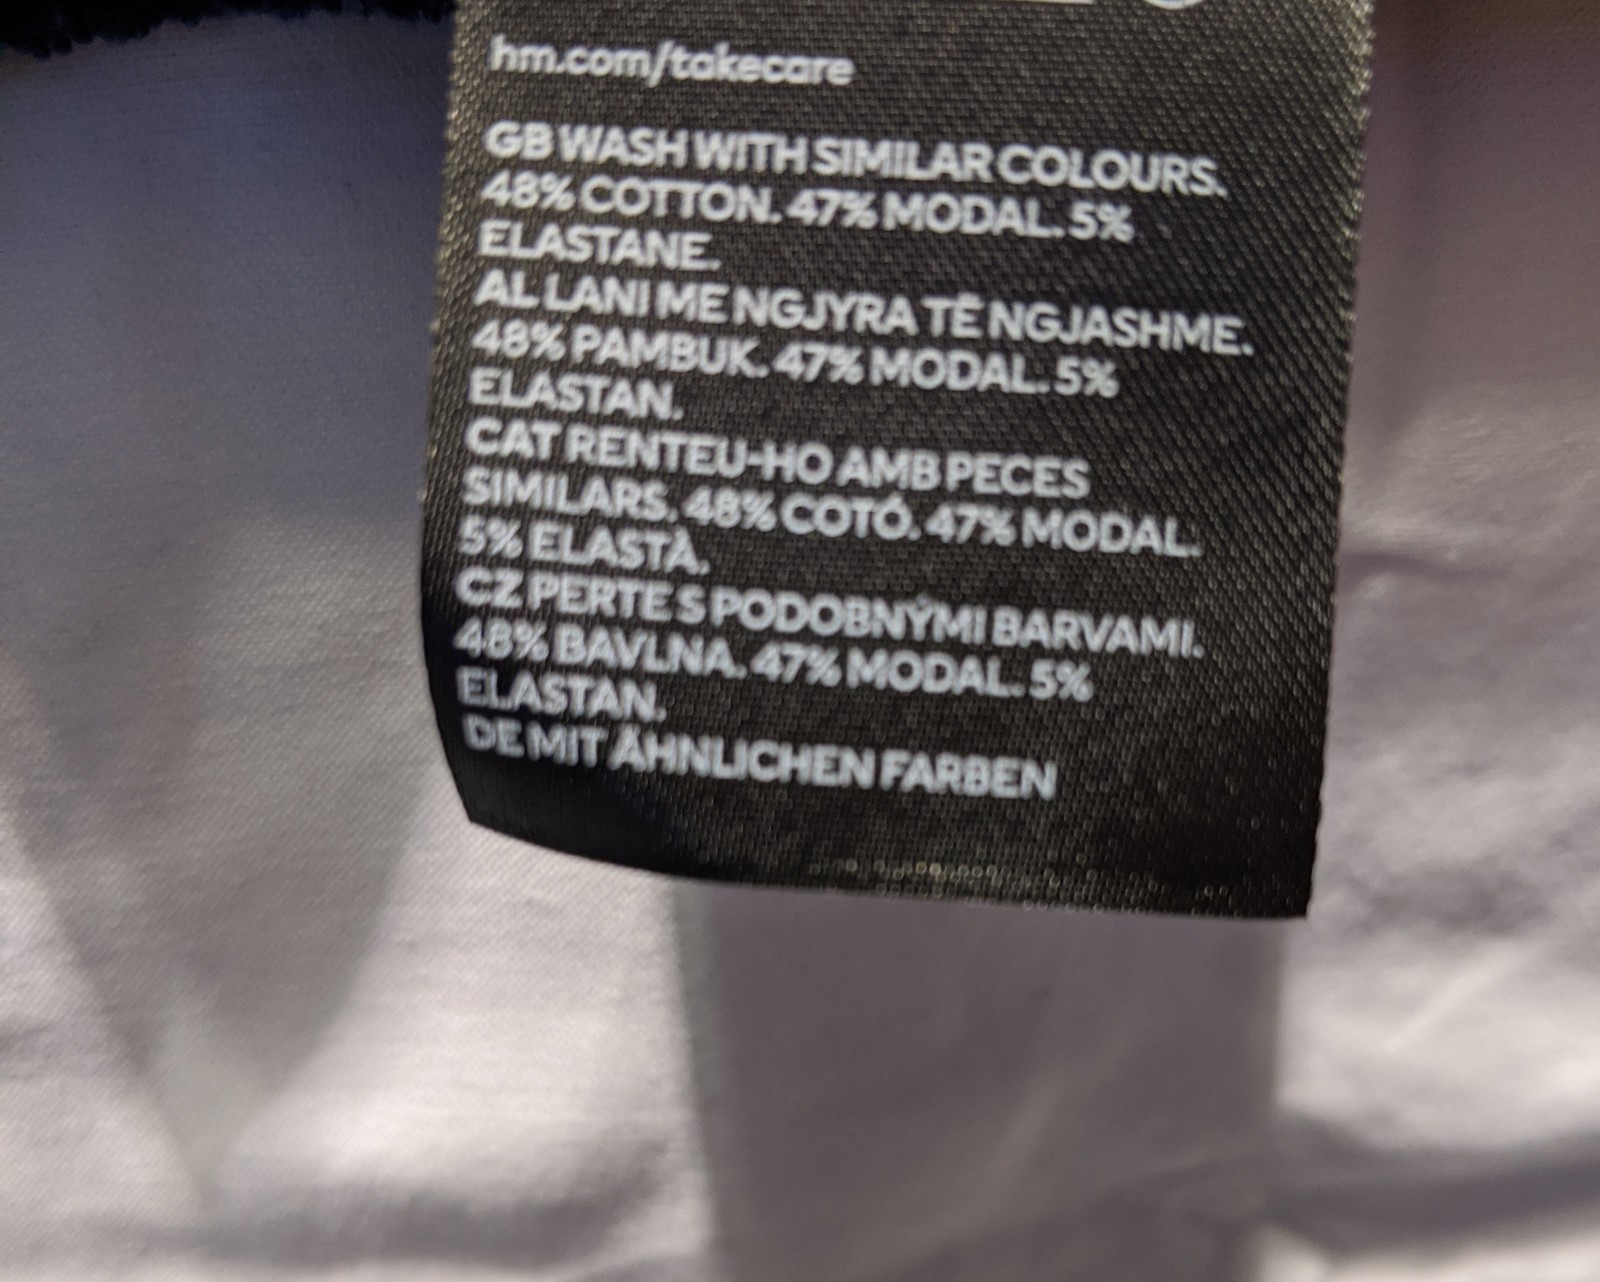 hm.com/takecare
GB WASH WITH SIMILAR COLOURS.
48% COTTON. 47% MODAL. 5%
ELASTANE.
AL LANI ME NGJYRA TË NGJASHME.
48% PAMBUK. 47% MODAL. 5%
ELASTAN.
CAT RENTEU-HO AMB PECES
SIMILARS. 48% COTÓ. 47% MODAL.
5% ELASTÀ.
CZ PERTE S PODOBNÝMI BARVAMI.
48% BAVLNA. 47% MODAL. 5%
ELASTAN.
DE MIT ÄHNLICHEN FARBEN